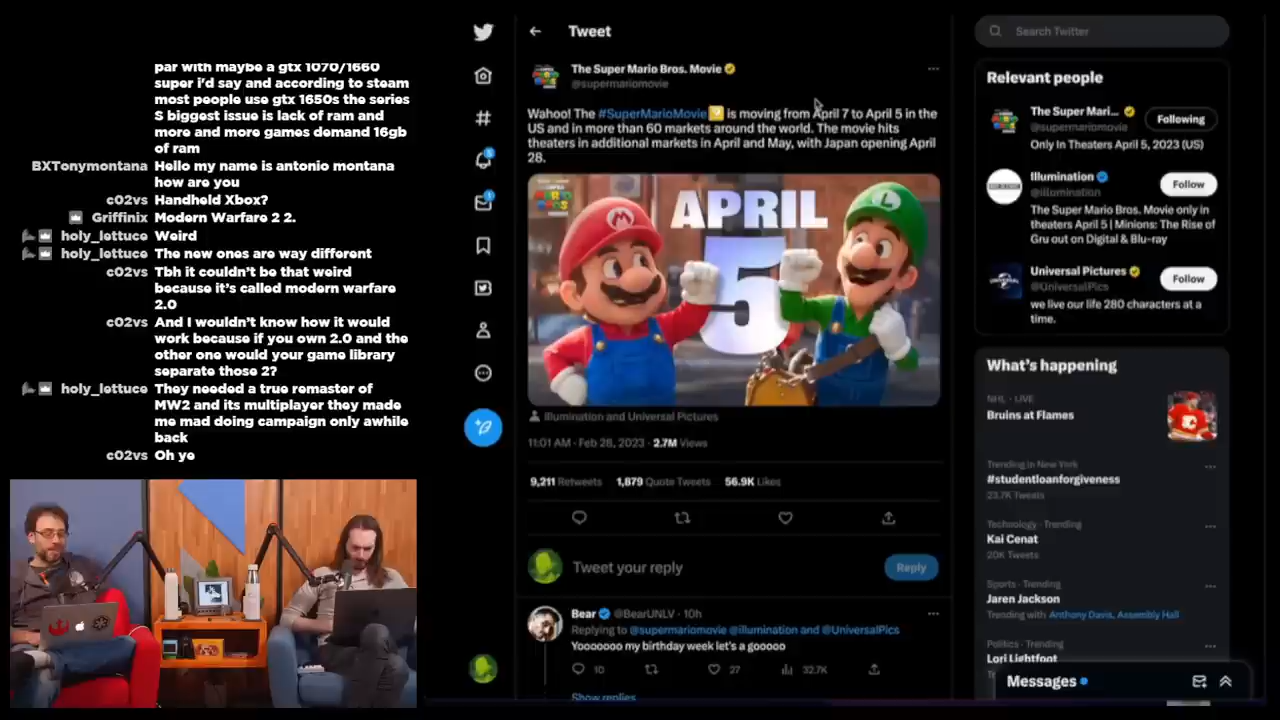 par with maybe a gtx 1070/1660
super i'd say and according to steam
most people use gtx 1650s the series
S biggest issue is lack of ram and
more and more games demand 16gb
of ram
BXTonymontana Hello my name is antonio montana
how are you
c02vs Handheld Xbox?
Griffinix Modern Warfare 2 2.
holy_lettuce Weird
holy_lettuce The new ones are way different
c02vs Tbh it couldn't be that weird
because it's called modern warfare
2.0
c02vs And I wouldn't know how it would
work because if you own 2.0 and the
other one would your game library
separate those 2?
holy_lettuce They needed a true remaster of
MW2 and its multiplayer they made
me mad doing campaign only awhile
back
c02vs Oh ye
Tweet
The Super Mario Bros. Movie
@supermariomovie
Wahoo! The #SuperMarioMovie is moving from April 7 to April 5 in the
US and in more than 60 markets around the world. The movie hits
theaters in additional markets in April and May, with Japan opening April
28.
APRIL
5
Illumination and Universal Pictures
11:01 AM · Feb 28, 2023 · 2.7M Views
9,211 Retweets 1,879 Quote Tweets 56.9K Likes
Tweet your reply
Reply
Bear @BearUNLV · 10h
Replying to @supermariomovie @illumination and @UniversalPics
Yooooooo my birthday week let's a gooooo
10 27 32.7K
Show replies
Search Twitter
Relevant people
The Super Mari...
@supermariomovie
Following
Only In Theaters April 5, 2023 (US)
Illumination
@illumination
Follow
The Super Mario Bros. Movie only in
theaters April 5 | Minions: The Rise of
Gru out on Digital & Blu-ray
Universal Pictures
@UniversalPics
Follow
we live our life 280 characters at a
time.
What's happening
NHL · LIVE
Bruins at Flames
Trending in New York
#studentloanforgiveness
23.7K Tweets
Technology · Trending
Kai Cenat
20K Tweets
Sports · Trending
Jaren Jackson
Trending with Anthony Davis, Assembly Hall
Politics · Trending
Lori Lightfoot
Messages